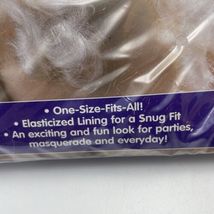 • One-Size-Fits-All!
• Elasticized Lining for a Snug Fit
• An exciting and fun look for parties,
masquerade and everyday!